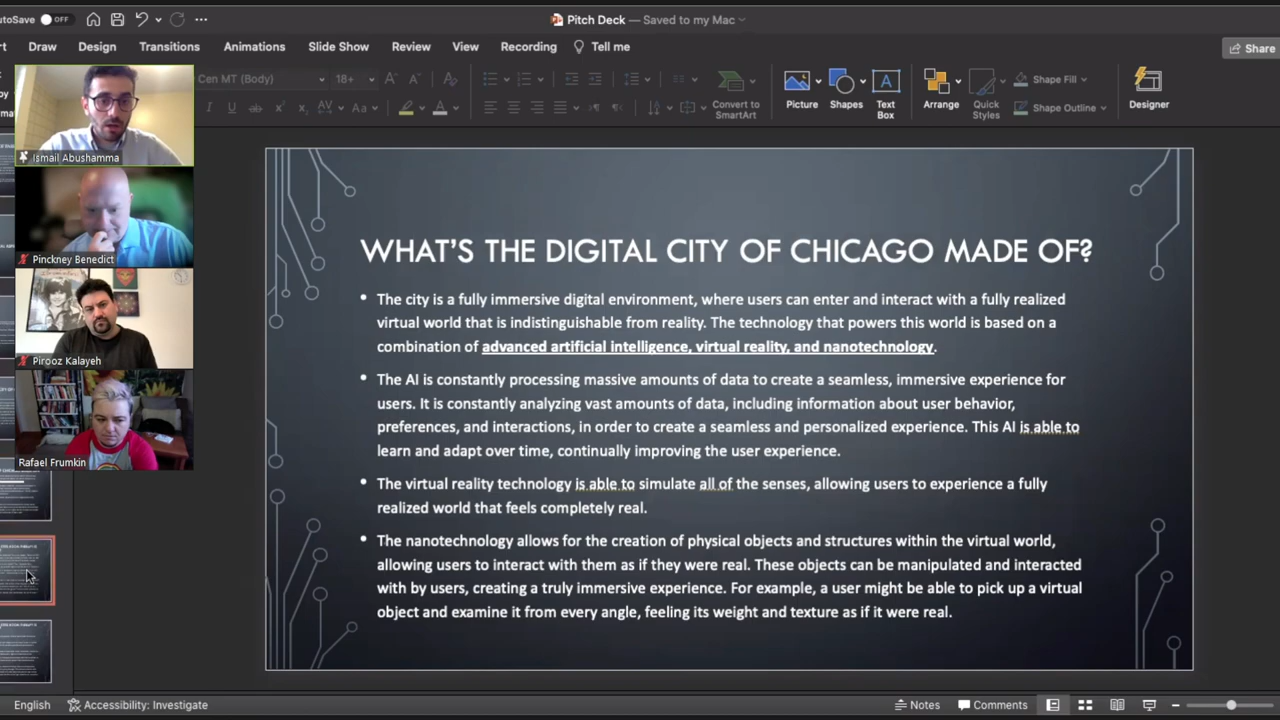 AutoSave OFF
Pitch Deck — Saved to my Mac
Draw Design Transitions Animations Slide Show Review View Recording Tell me
Share
Cen MT (Body) 18+
Convert to
SmartArt
Picture Shapes Text
Box
Arrange Quick
Styles
Shape Fill
Shape Outline
Designer
Ismail Abushamma
Pinckney Benedict
Pirooz Kalayeh
Rafael Frumkin
WHAT'S THE DIGITAL CITY OF CHICAGO MADE OF?
• The city is a fully immersive digital environment, where users can enter and interact with a fully realized
virtual world that is indistinguishable from reality. The technology that powers this world is based on a
combination of advanced artificial intelligence, virtual reality, and nanotechnology.
• The AI is constantly processing massive amounts of data to create a seamless, immersive experience for
users. It is constantly analyzing vast amounts of data, including information about user behavior,
preferences, and interactions, in order to create a seamless and personalized experience. This AI is able to
learn and adapt over time, continually improving the user experience.
• The virtual reality technology is able to simulate all of the senses, allowing users to experience a fully
realized world that feels completely real.
• The nanotechnology allows for the creation of physical objects and structures within the virtual world,
allowing users to interact with them as if they were real. These objects can be manipulated and interacted
with by users, creating a truly immersive experience. For example, a user might be able to pick up a virtual
object and examine it from every angle, feeling its weight and texture as if it were real.
English Accessibility: Investigate
Notes Comments